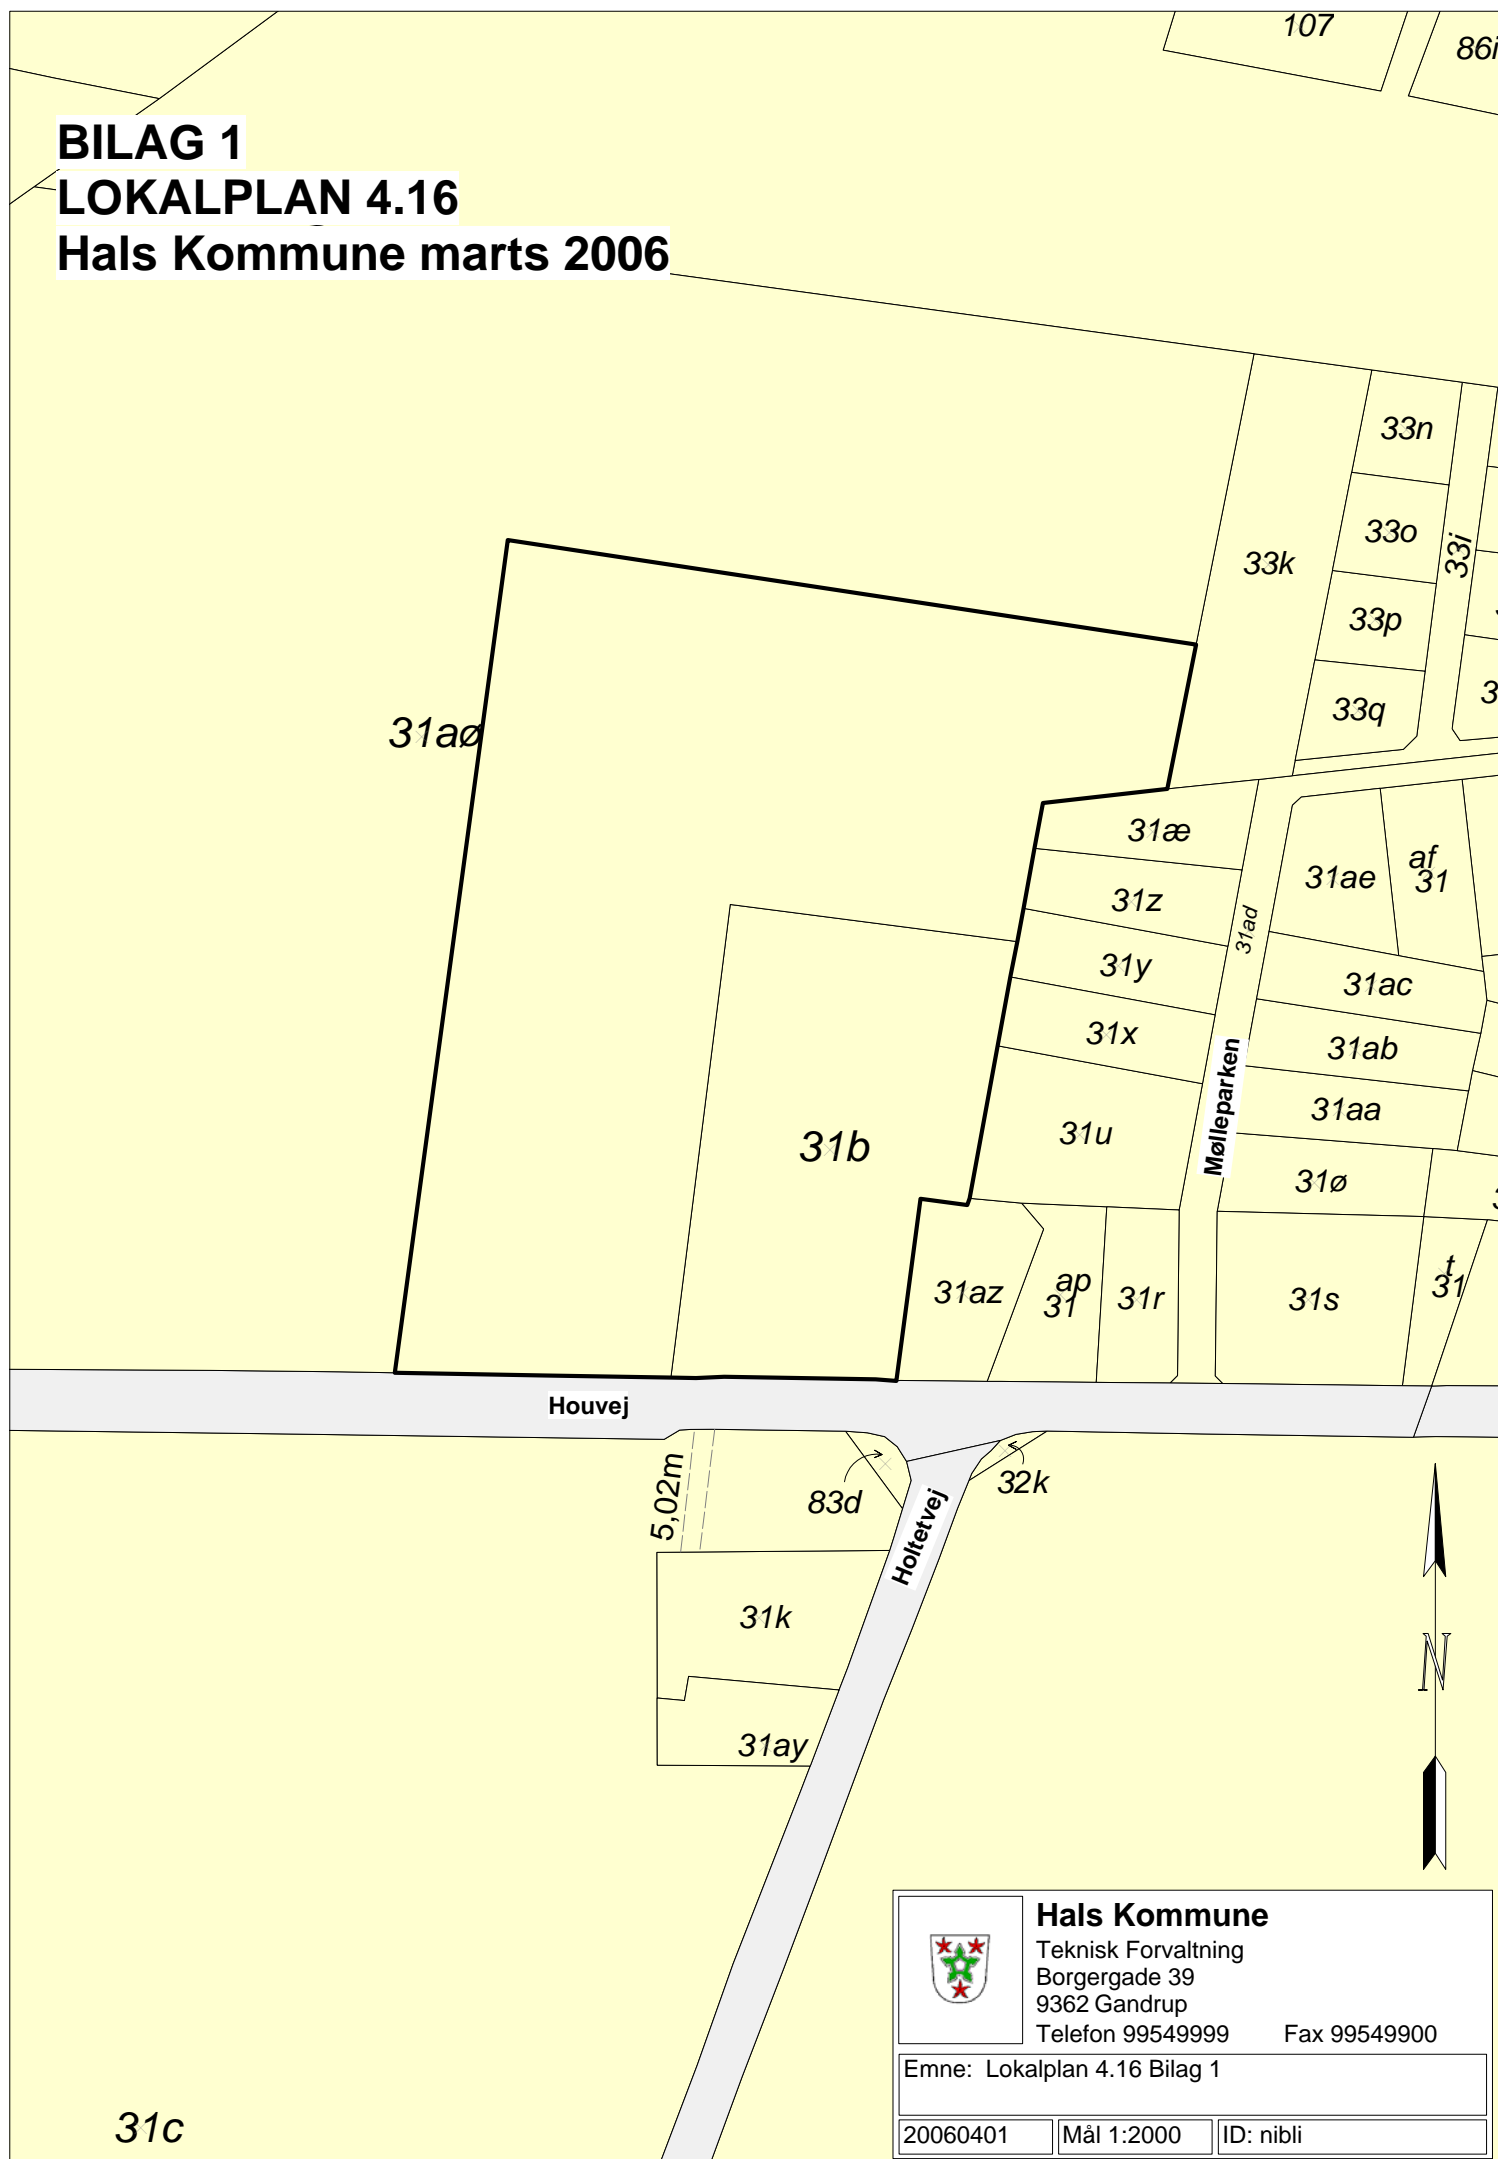 107
86i
BILAG 1
LOKALPLAN 4.16
Hals Kommune marts 2006
33n
33o
33i
33k
33p
33q
3
31aø
31æ
31z
31ad
31ae
af
31
31y
31ac
31x
31ab
Mølleparken
31aa
31u
31b
31ø
31az
ap
31
31r
31s
t
31
Houvej
5,02m
83d
32k
Holtetvej
31k
N
31ay
31c
Hals Kommune
Teknisk Forvaltning
Borgergade 39
9362 Gandrup
Telefon 99549999 Fax 99549900
Emne: Lokalplan 4.16 Bilag 1
20060401 Mål 1:2000 ID: nibli